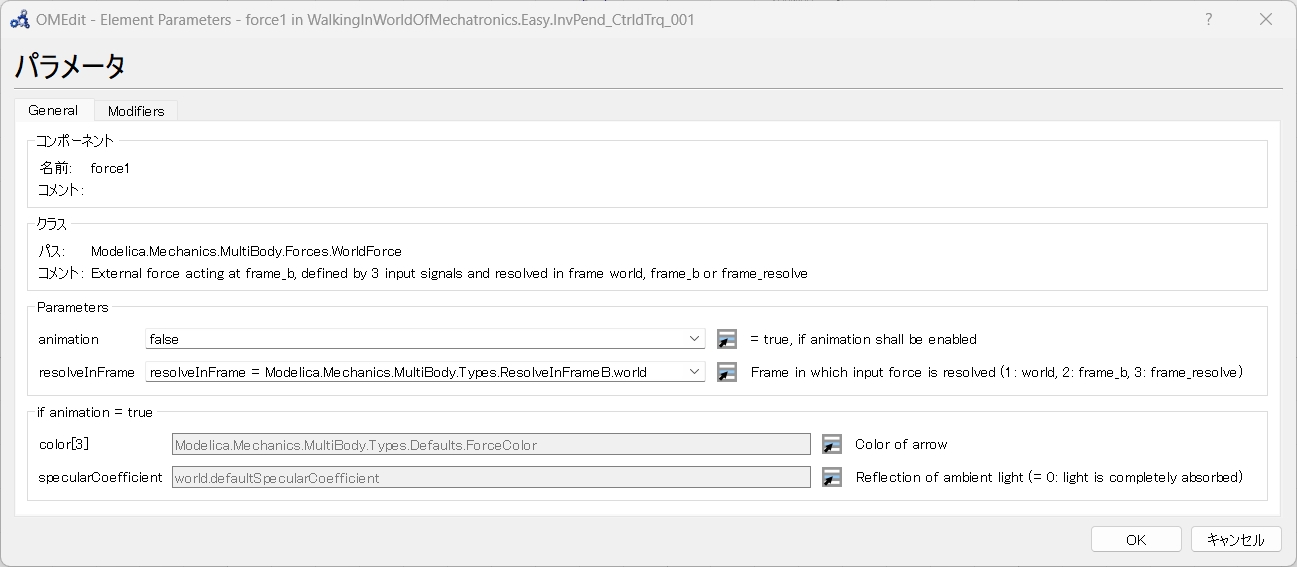 OMEdit - Element Parameters - force1 in WalkingInWorldOfMechatronics.Easy.InvPend_CtrldTrq_001
パラメータ
General Modifiers
コンポーネント
名前: force1
コメント:
クラス
パス: Modelica.Mechanics.MultiBody.Forces.WorldForce
コメント: External force acting at frame_b, defined by 3 input signals and resolved in frame world, frame_b or frame_resolve
Parameters
animation false = true, if animation shall be enabled
resolveInFrame resolveInFrame = Modelica.Mechanics.MultiBody.Types.ResolveInFrameB.world Frame in which input force is resolved (1: world, 2: frame_b, 3: frame_resolve)
if animation = true
color[3] Modelica.Mechanics.MultiBody.Types.Defaults.ForceColor Color of arrow
specularCoefficient world.defaultSpecularCoefficient Reflection of ambient light (= 0: light is completely absorbed)
OK キャンセル